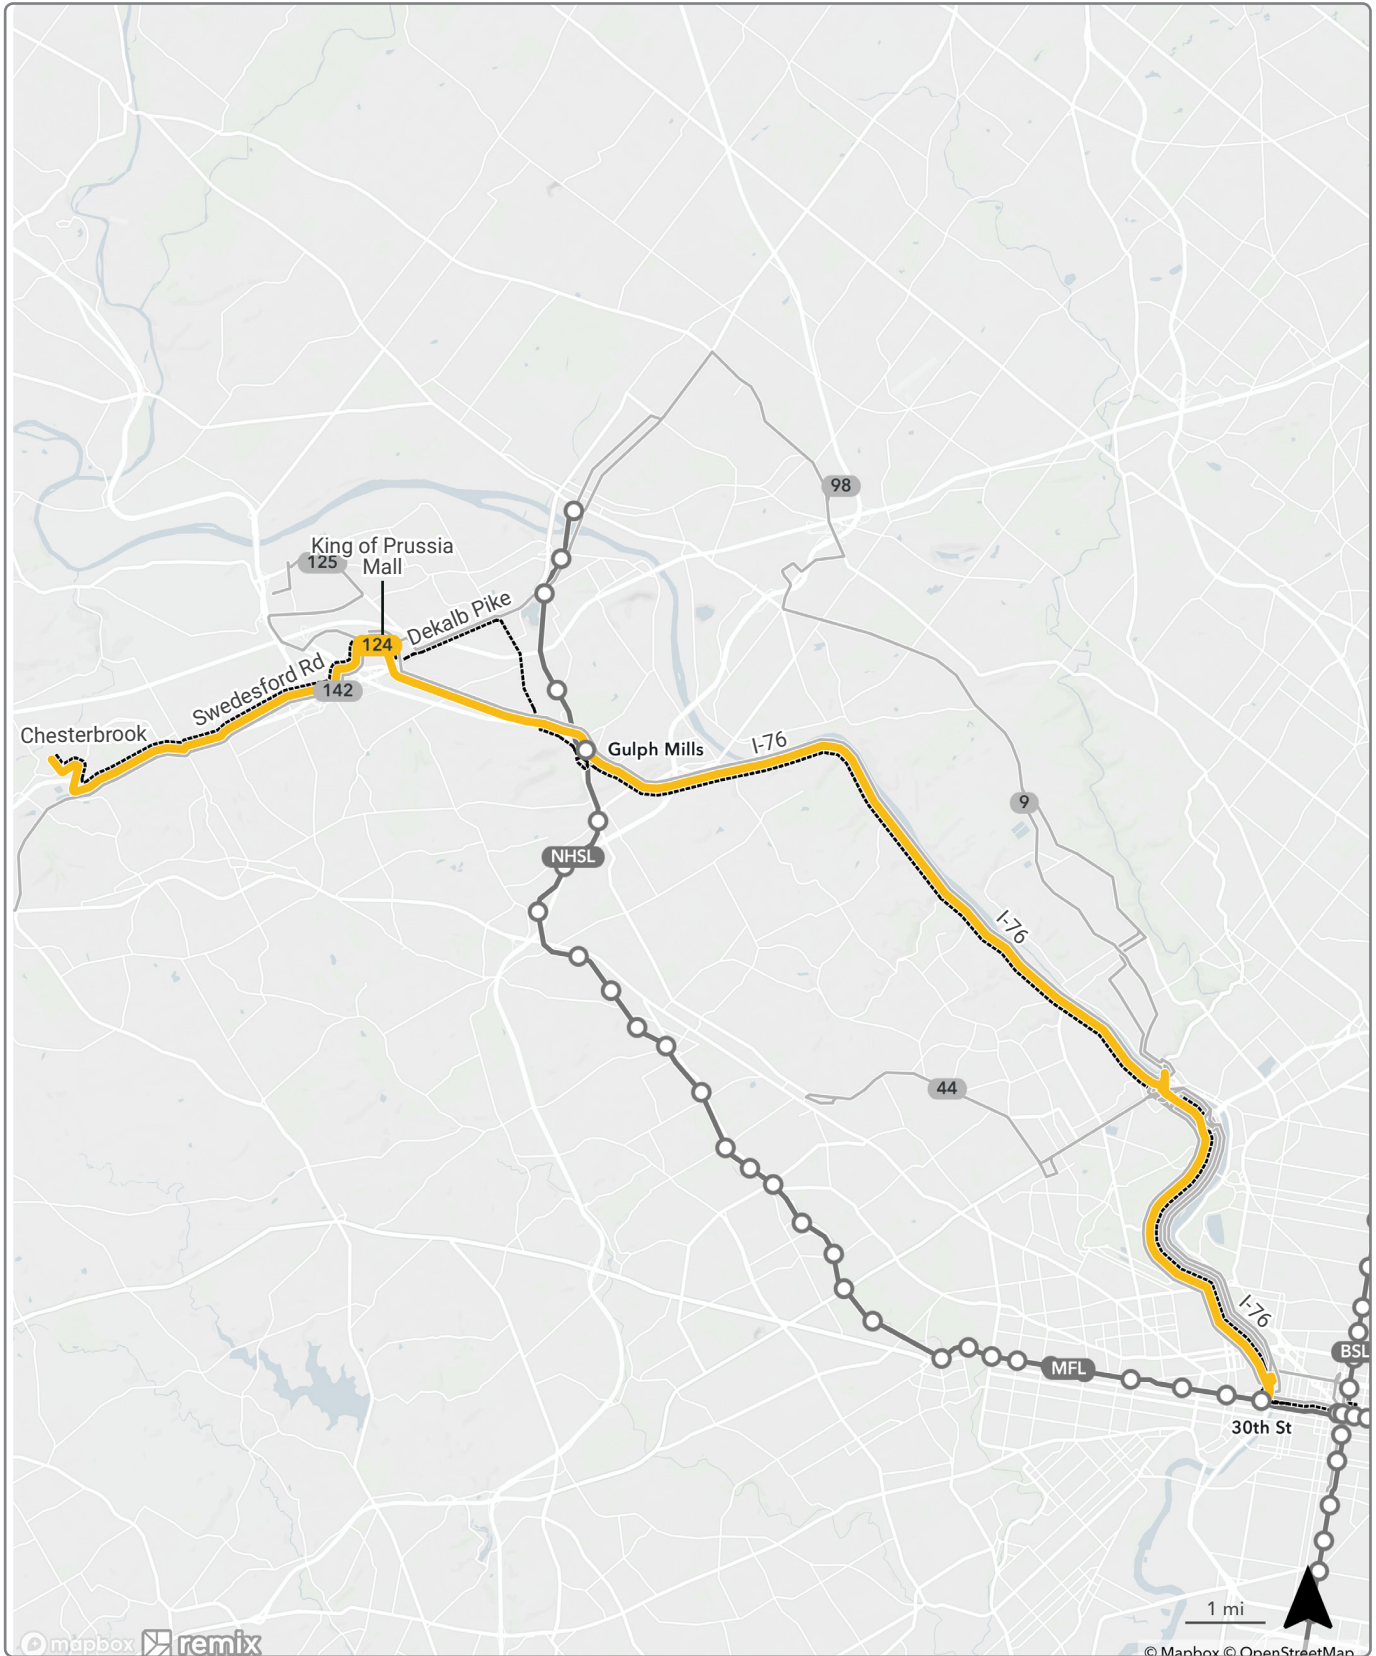 98
King of Prussia
Mall
125
Dekalb Pike
124
Swedesford Rd
142
Chesterbrook
Gulph Mills
I-76
9
NHSL
I-76
44
I-76
BSL
MFL
30th St
1 mi
mapbox
remix
© Mapbox © OpenStreetMap